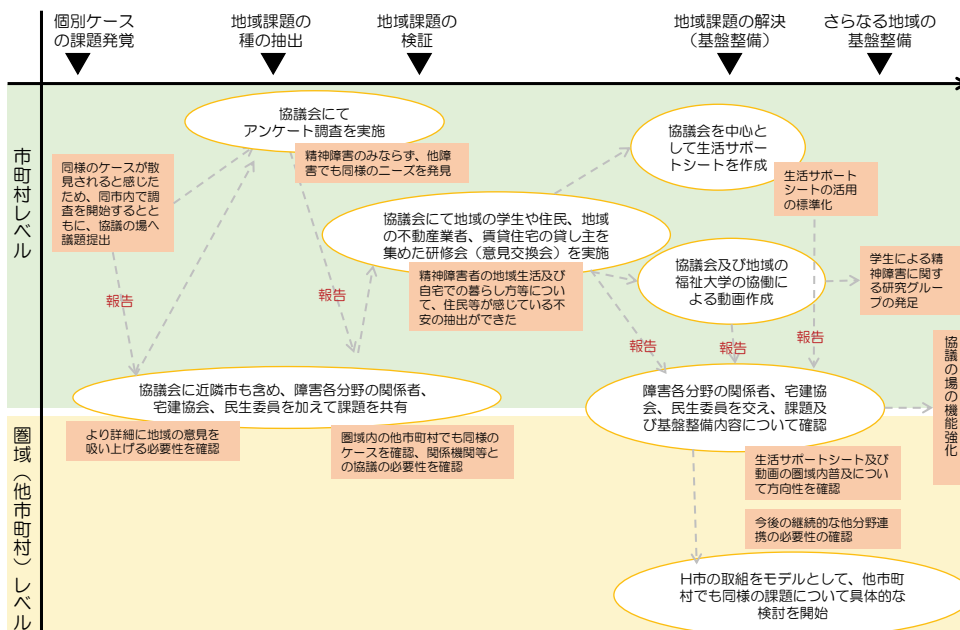 個別ケース
の課題発覚
地域課題の
種の抽出
地域課題の
検証
地域課題の解決
（基盤整備）
さらなる地域の
基盤整備
市町村レベル
協議会にて
アンケート調査を実施
同様のケースが散
見されると感じた
ため、同市内で調
査を開始するとと
もに、協議の場へ
議題提出
精神障害のみならず、他障
害でも同様のニーズを発見
協議会を中心と
して生活サポー
トシートを作成
生活サポート
シートの活用
の標準化
協議会にて地域の学生や住民、地域
の不動産業者、賃貸住宅の貸し主を
集めた研修会（意見交換会）を実施
精神障害者の地域生活及び
自宅での暮らし方等につい
て、住民等が感じている不
安の抽出ができた
協議会及び地域の
福祉大学の協働
による動画作成
学生による精
神障害に関す
る研究グルー
プの発足
報告
報告
報告
報告
報告
協議会に近隣市も含め、障害各分野の関係者、
宅建協会、民生委員を加えて課題を共有
障害各分野の関係者、宅建協
会、民生委員を交え、課題及
び基盤整備内容について確認
協議の場の機能強化
圏域（他市町村）レベル
より詳細に地域の意見を
吸い上げる必要性を確認
圏域内の他市町村でも同様の
ケースを確認、関係機関等と
の協議の必要性を確認
生活サポートシート及び
動画の圏域内普及につい
て方向性を確認
今後の継続的な他分野連
携の必要性の確認
H市の取組をモデルとして、他市町
村でも同様の課題について具体的な
検討を開始